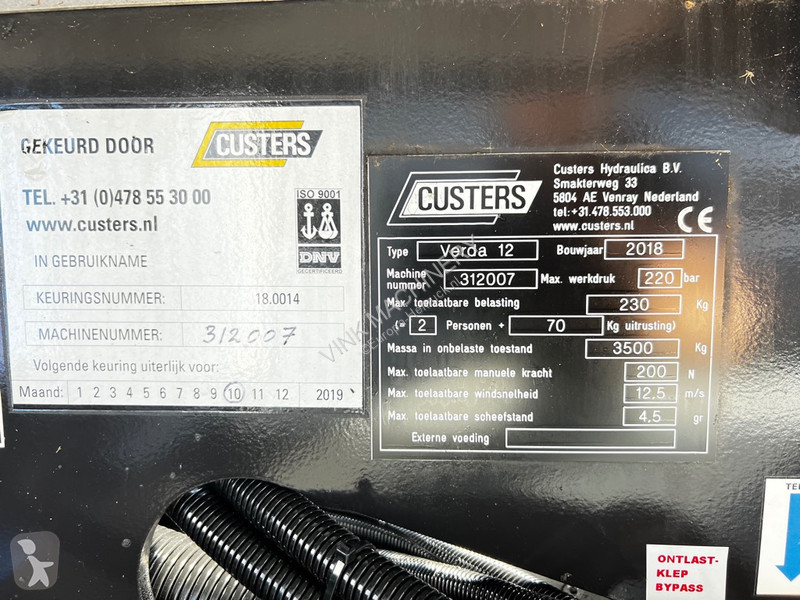 GEKEURD DOOR
CUSTERS
TEL. +31 (0)478 55 30 00
www.custers.nl
ISO 9001
DNV
GECERTIFICEERD
IN GEBRUIKNAME
KEURINGSNUMMER: 18.0014
MACHINENUMMER: 312007
Volgende keuring uiterlijk voor:
Maand: 1 2 3 4 5 6 7 8 9 10 11 12 2019
CUSTERS
Custers Hydraulica B.V.
Smakterweg 33
5804 AE Venray Nederland
tel:+31.478.553.000
www.custers.nl
CE
Type Verda 12 Bouwjaar 2018
Machine nummer 312007 Max. werkdruk 220 bar
Max. toelaatbare belasting 230 Kg
(= 2 Personen + 70 Kg uitrusting)
Massa in onbelaste toestand 3500 Kg
Max. toelaatbare manuele kracht 200 N
Max. toelaatbare windsnelheid 12,5 m/s
Max. toelaatbare scheefstand 4,5 gr
Externe voeding
VINK MACHINERY
ONTLAST-
KLEP
BYPASS